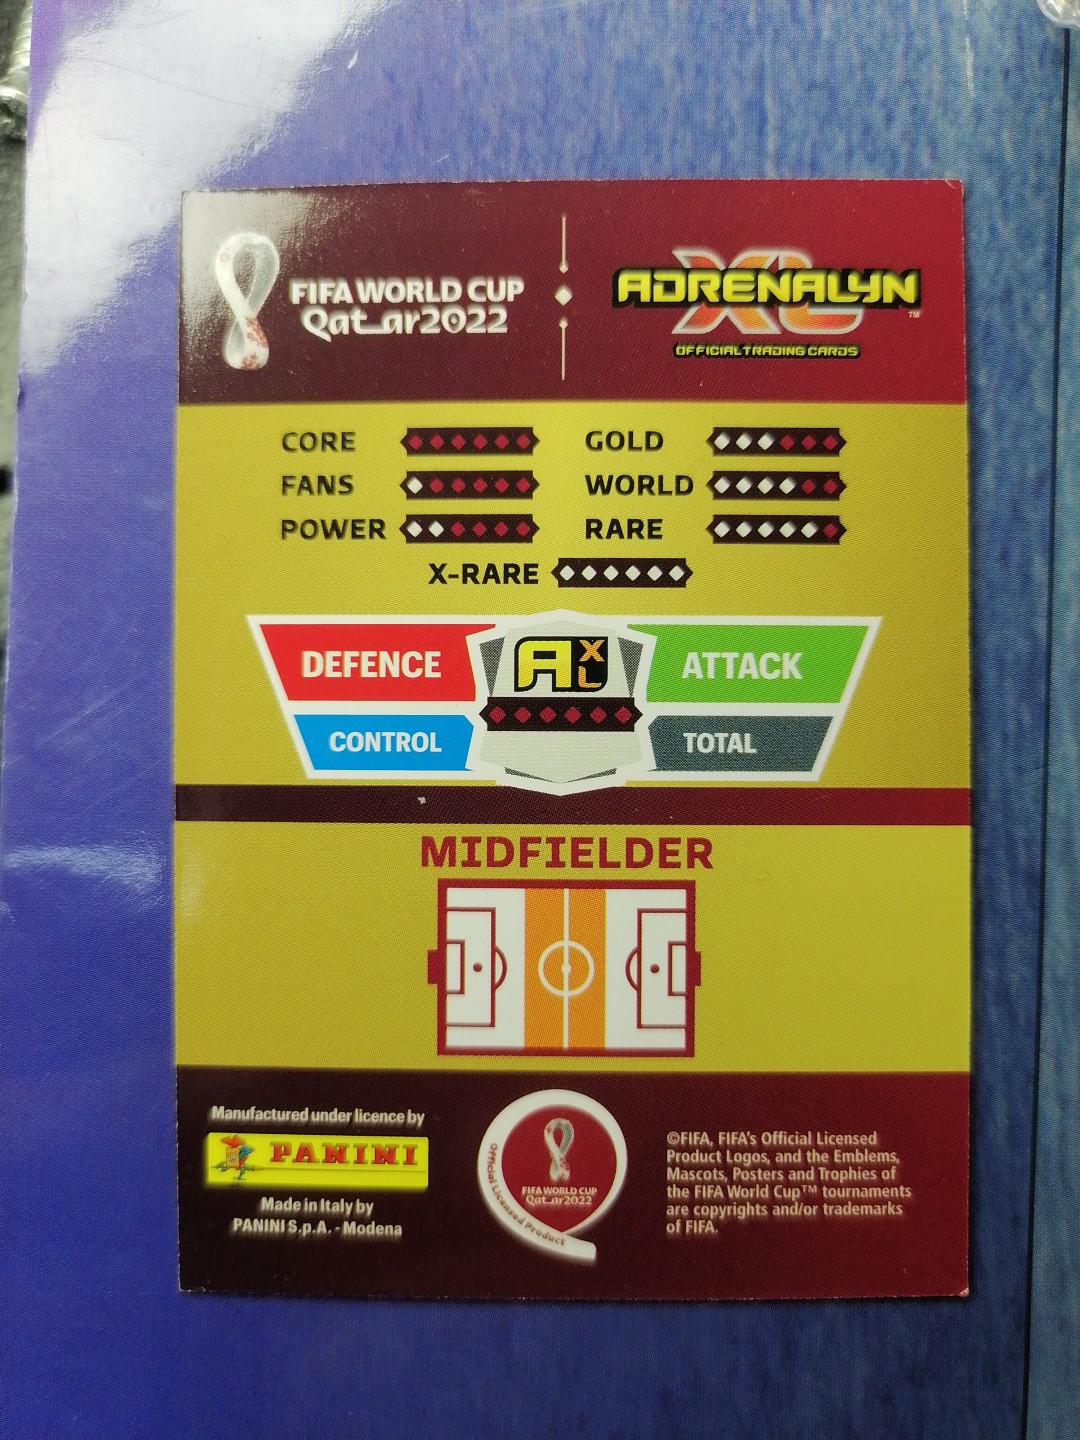 FIFA WORLD CUP
Qatar2022
ADRENALYN
XL
™
OFFICIAL TRADING CARDS
CORE
GOLD
FANS
WORLD
POWER
RARE
X-RARE
DEFENCE
A XL
ATTACK
CONTROL
TOTAL
MIDFIELDER
Manufactured under licence by
PANINI
Made in Italy by
PANINI S.p.A. - Modena
Official Licensed Product
FIFA WORLD CUP
Qatar2022
©FIFA, FIFA's Official Licensed
Product Logos, and the Emblems,
Mascots, Posters and Trophies of
the FIFA World Cup™ tournaments
are copyrights and/or trademarks
of FIFA.